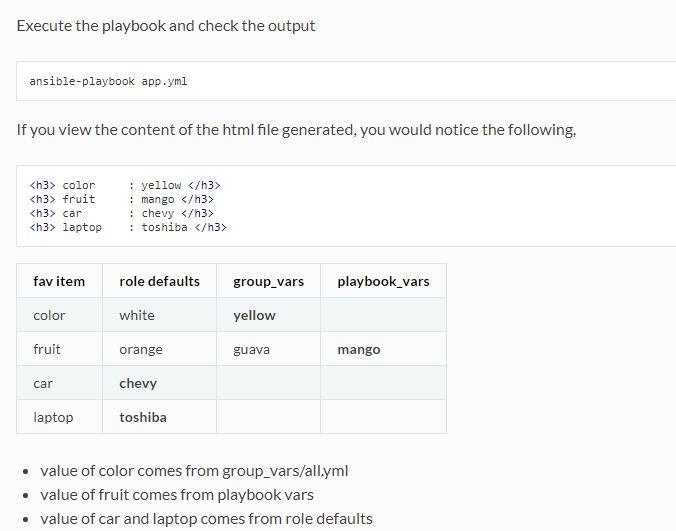 Execute the playbook and check the output
ansible-playbook app.yml
If you view the content of the html file generated, you would notice the following,
<h3> color     : yellow </h3>
<h3> fruit     : mango </h3>
<h3> car       : chevy </h3>
<h3> laptop    : toshiba </h3>
fav item role defaults group_vars playbook_vars
color white yellow
fruit orange guava mango
car chevy
laptop toshiba
• value of color comes from group_vars/all.yml
• value of fruit comes from playbook vars
• value of car and laptop comes from role defaults